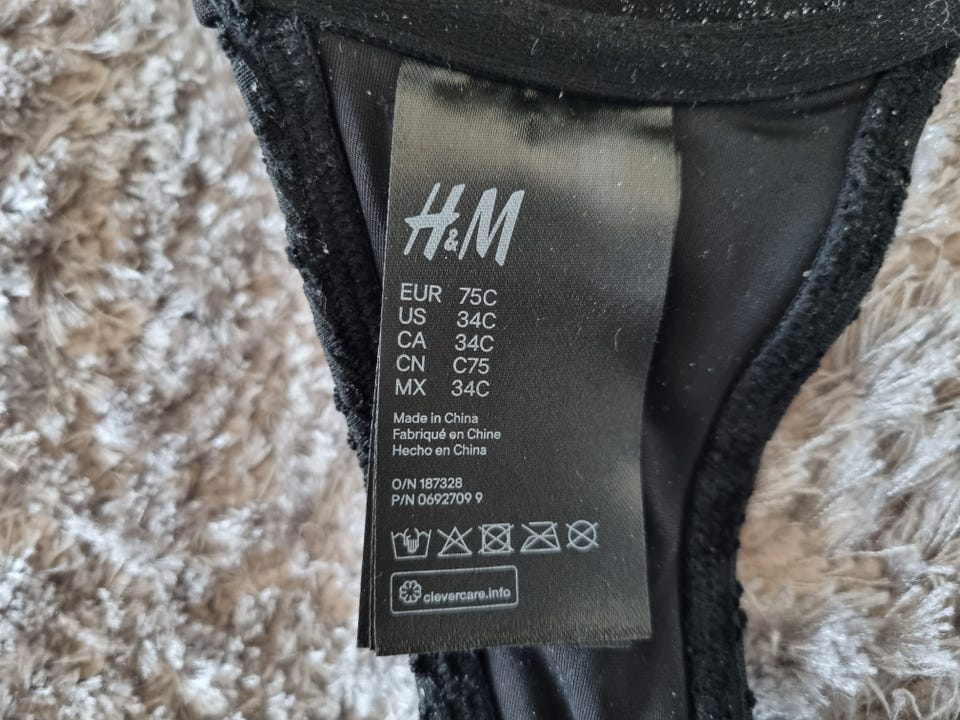 H&M
EUR 75C
US 34C
CA 34C
CN C75
MX 34C
Made in China
Fabriqué en Chine
Hecho en China
O/N 187328
P/N 0692709 9
clevercare.info